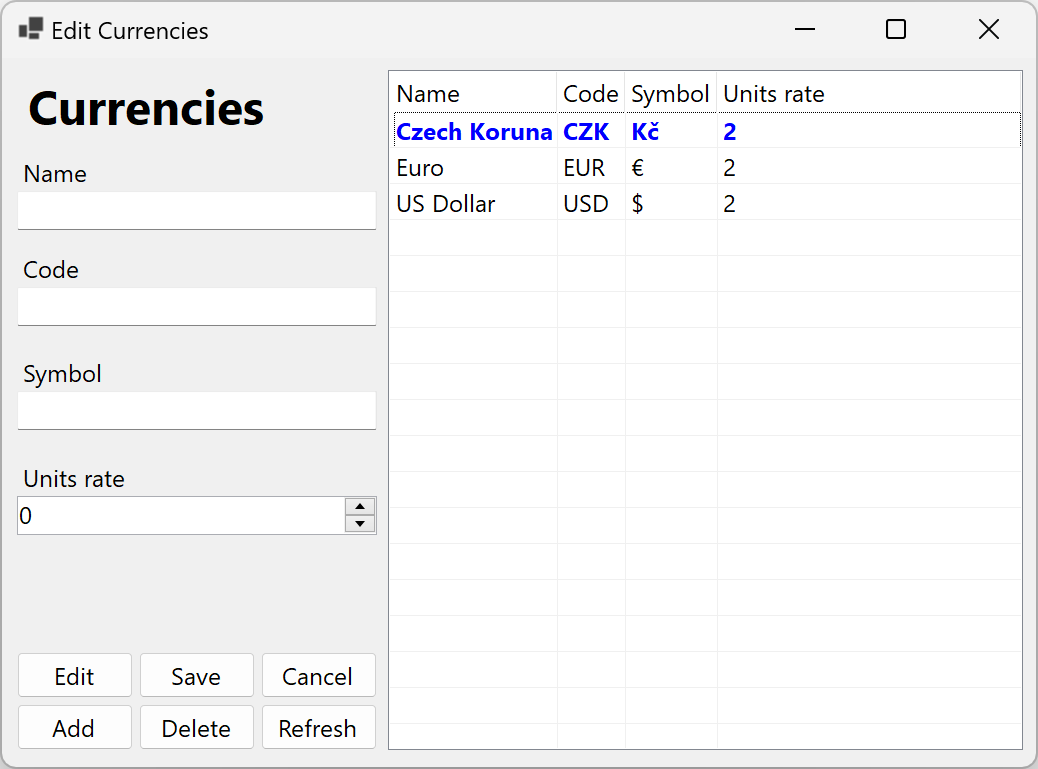 Edit Currencies
Currencies
Name
Code
Symbol
Units rate
0
Edit Save Cancel
Add Delete Refresh
Name Code Symbol Units rate
Czech Koruna CZK Kč 2
Euro EUR € 2
US Dollar USD $ 2